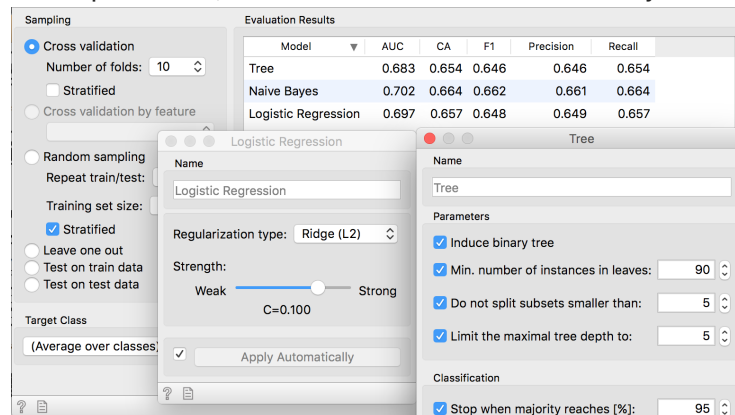 Sampling
Cross validation
Number of folds: 10
Stratified
Cross validation by feature
Random sampling
Repeat train/test:
Training set size:
Stratified
Leave one out
Test on train data
Test on test data
Target Class
(Average over classes)
Evaluation Results
Model AUC CA F1 Precision Recall
Tree 0.683 0.654 0.646 0.646 0.654
Naive Bayes 0.702 0.664 0.662 0.661 0.664
Logistic Regression 0.697 0.657 0.648 0.649 0.657
Logistic Regression
Name
Logistic Regression
Regularization type: Ridge (L2)
Strength:
Weak Strong
C=0.100
Apply Automatically
?
Tree
Name
Tree
Parameters
Induce binary tree
Min. number of instances in leaves: 90
Do not split subsets smaller than: 5
Limit the maximal tree depth to: 5
Classification
Stop when majority reaches [%]: 95
?